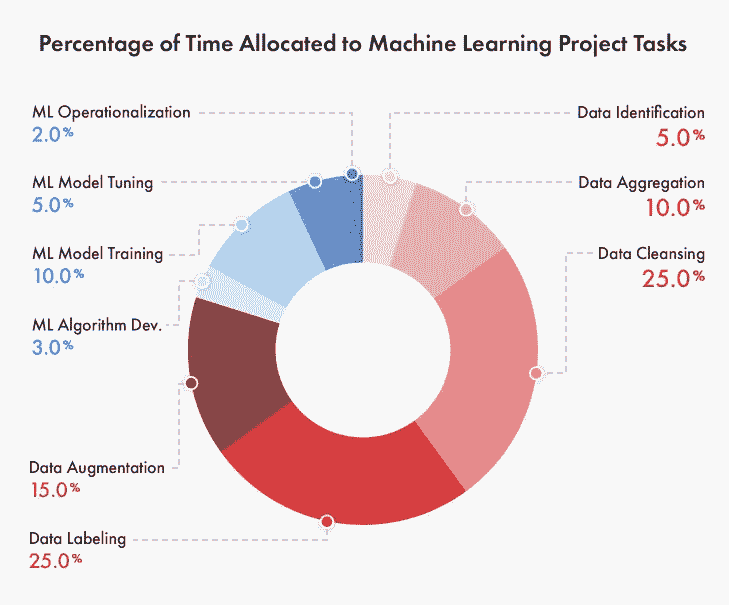 Percentage of Time Allocated to Machine Learning Project Tasks
ML Operationalization
2.0%
ML Model Tuning
5.0%
ML Model Training
10.0%
ML Algorithm Dev.
3.0%
Data Augmentation
15.0%
Data Labeling
25.0%
Data Identification
5.0%
Data Aggregation
10.0%
Data Cleansing
25.0%